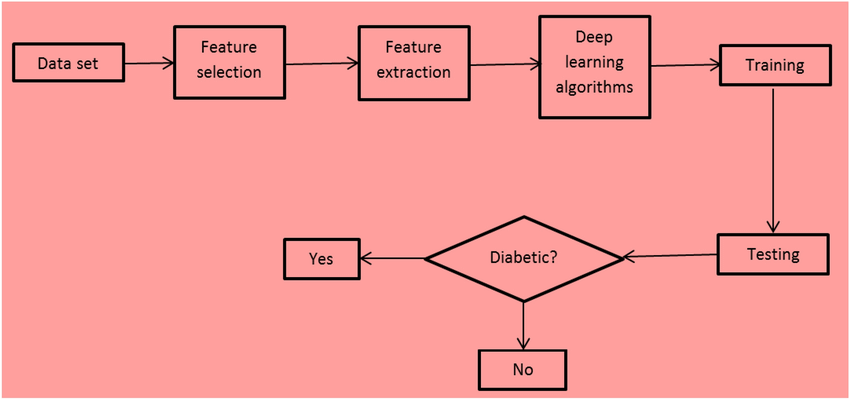 Data set
Feature
selection
Feature
extraction
Deep
learning
algorithms
Training
Testing
Diabetic?
Yes
No